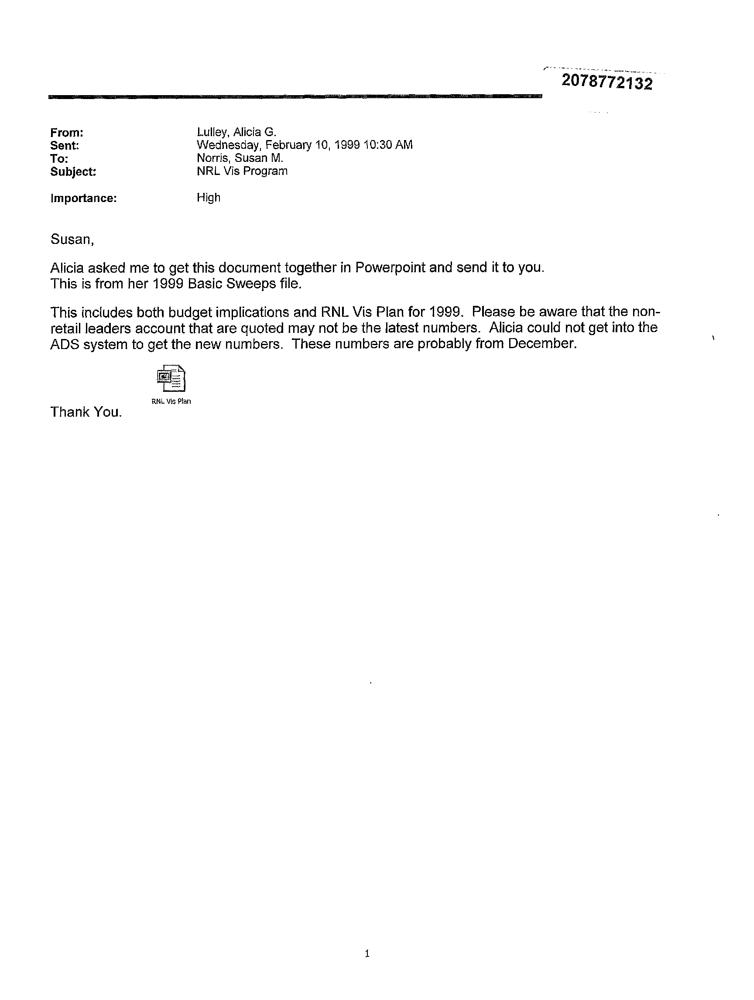 2078772132
From: Lulley, Alicia G.
Sent: Wednesday, February 10, 1999 10:30 AM
To: Norris, Susan M.
Subject: NRL Vis Program
Importance: High
Susan,
Alicia asked me to get this document together in Powerpoint and send it to you.
This is from her 1999 Basic Sweeps file.
This includes both budget implications and RNL Vis Plan for 1999. Please be aware that the non-
retail leaders account that are quoted may not be the latest numbers. Alicia could not get into the
ADS system to get the new numbers. These numbers are probably from December.
RNL Vis Plan
Thank You.
1